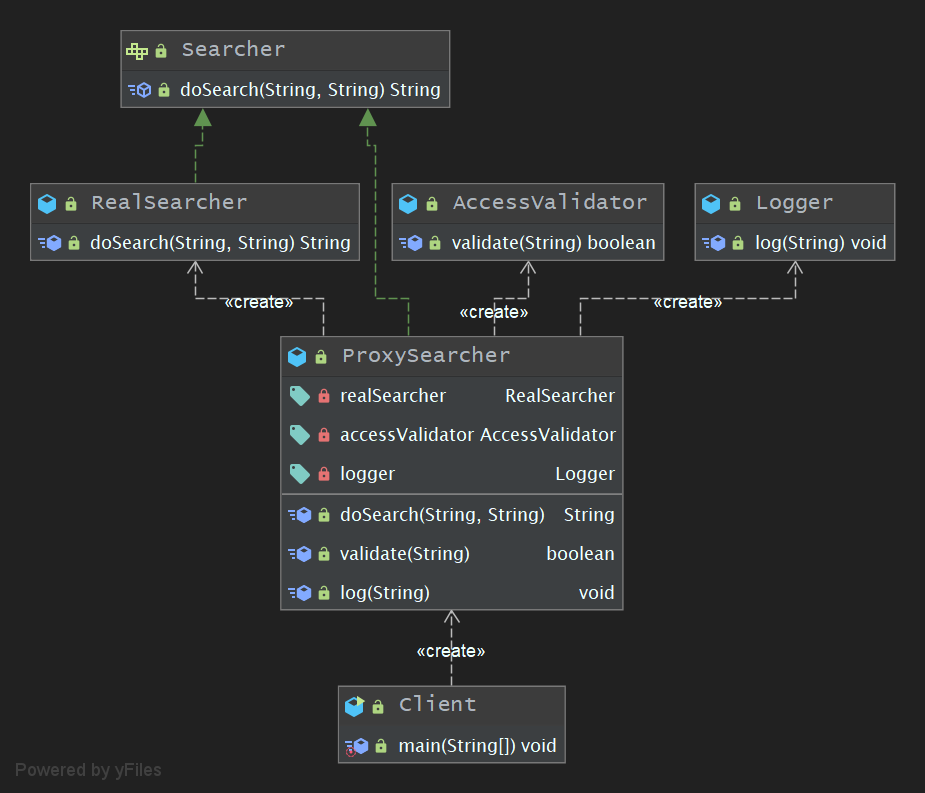 Searcher
doSearch(String, String) String
RealSearcher
doSearch(String, String) String
AccessValidator
validate(String) boolean
Logger
log(String) void
«create»
«create»
«create»
ProxySearcher
realSearcher RealSearcher
accessValidator AccessValidator
logger Logger
doSearch(String, String) String
validate(String) boolean
log(String) void
«create»
Client
main(String[]) void
Powered by yFiles